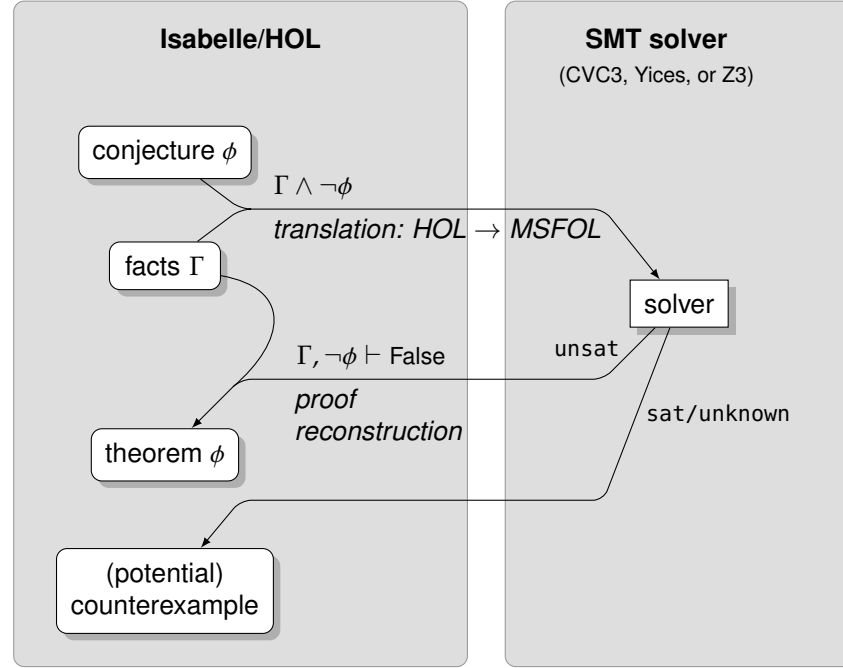 Isabelle/HOL
SMT solver
(CVC3, Yices, or Z3)
conjecture ϕ
Γ ∧ ¬ϕ
translation: HOL → MSFOL
facts Γ
solver
Γ, ¬ϕ ⊢ False
unsat
proof
reconstruction
sat/unknown
theorem ϕ
(potential)
counterexample